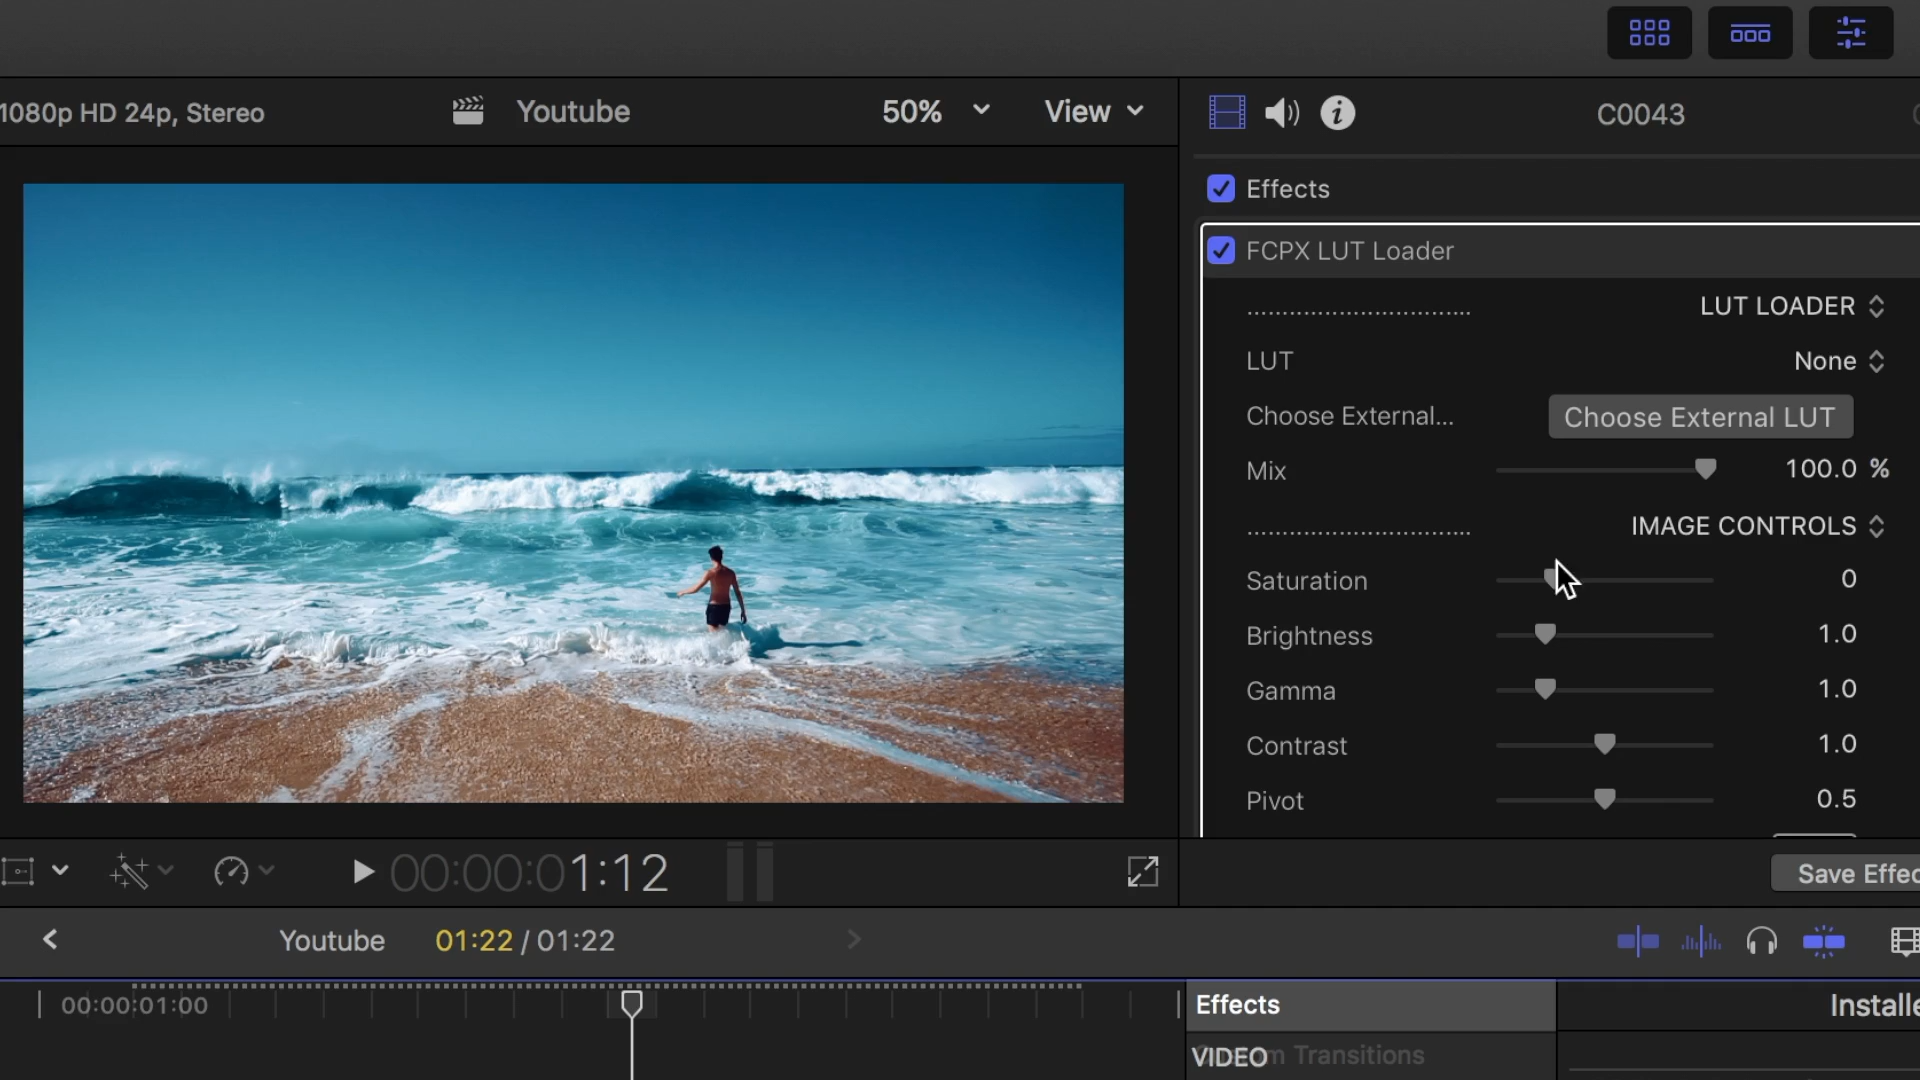 1080p HD 24p, Stereo
Youtube
50%
View
C0043
Effects
FCPX LUT Loader
................................ LUT LOADER
LUT None
Choose External... Choose External LUT
Mix 100.0 %
................................ IMAGE CONTROLS
Saturation 0
Brightness 1.0
Gamma 1.0
Contrast 1.0
Pivot 0.5
00:00:01:12
Save Effec
Youtube 01:22 / 01:22
00:00:01:00
Effects
Installe
VIDEO
Transitions